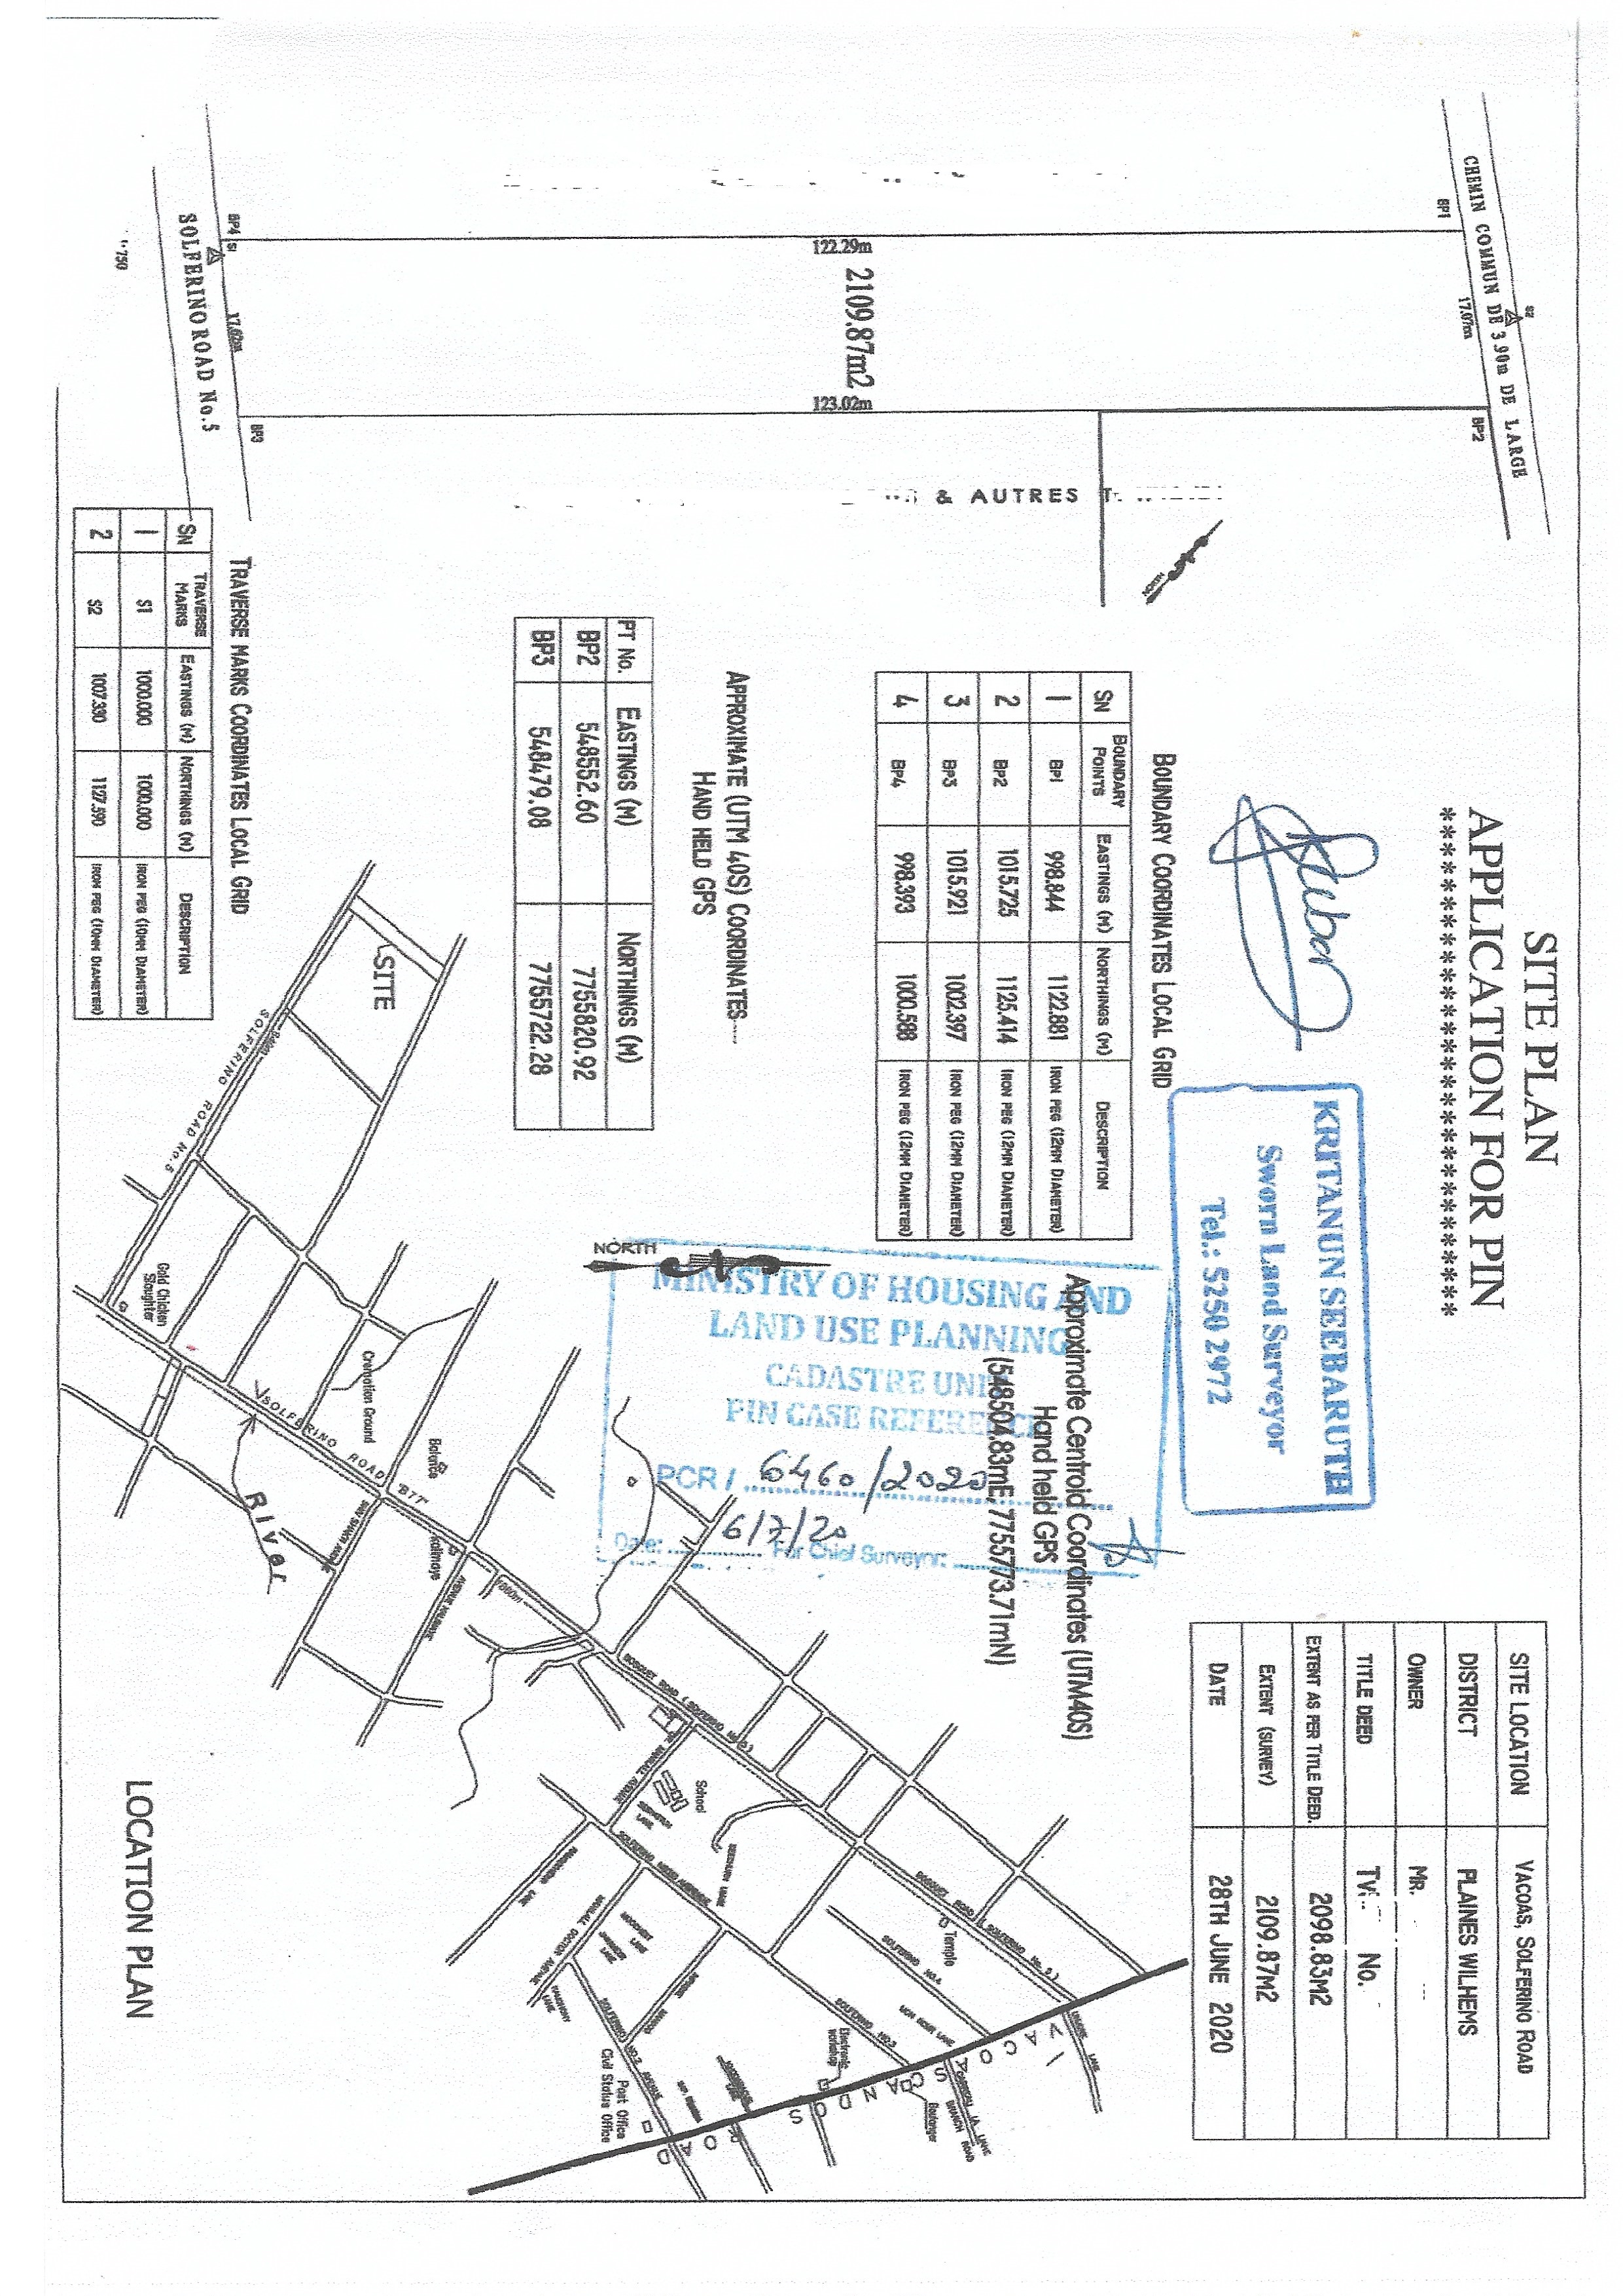 SITE PLAN
APPLICATION FOR PIN
**************************
SITE LOCATION VACOAS, SOLFERINO ROAD
DISTRICT PLAINES WILHEMS
OWNER MR.
TITLE DEED No.
EXTENT AS PER TITLE DEED. 2098.83M2
EXTENT (SURVEY) 2109.87M2
DATE 28TH JUNE 2020
KRITANUN SEEBARUTH
Sworn Land Surveyor
Tel.: 5250 2972
CHEMIN COMMUN DE 3.90m DE LARGE
S2
BP1
17.07m
BP2
122.29m
2109.87m2
123.02m
& AUTRES
BP4
S1
17.62m
BP3
SOLFERINO ROAD No.5
BOUNDARY COORDINATES LOCAL GRID
SN BOUNDARY POINTS EASTINGS (M) NORTHINGS (M) DESCRIPTION
1 BP1 998.844 1122.881 IRON PEG (12MM DIAMETER)
2 BP2 1015.725 1125.414 IRON PEG (12MM DIAMETER)
3 BP3 1015.921 1002.397 IRON PEG (12MM DIAMETER)
4 BP4 998.393 1000.588 IRON PEG (12MM DIAMETER)
Approximate Centroid Coordinates (UTM40S)
Hand held GPS
(548504.83mE, 7755773.71mN)
APPROXIMATE (UTM 40S) COORDINATES---
HAND HELD GPS
PT No. EASTINGS (M) NORTHINGS (M)
BP2 548552.60 7755820.92
BP3 548479.08 7755722.28
MINISTRY OF HOUSING AND
LAND USE PLANNING
CADASTRE UNIT
PIN CASE REFERENCE
PCR / 6460/2020
Date: 6/7/20 For Chief Surveyor:
NORTH
TRAVERSE MARKS COORDINATES LOCAL GRID
SN TRAVERSE MARKS EASTINGS (M) NORTHINGS (M) DESCRIPTION
1 S1 1000.000 1000.000 IRON PEG (10MM DIAMETER)
2 S2 1007.330 1127.590 IRON PEG (10MM DIAMETER)
SITE
SOLFERINO ROAD No.5
Gold Chicken
Slaughter
Cremation Ground
Balance
SOLFERINO ROAD "B77"
River
Kalimaye
School
Temple
SOLFERINO No.4
SOLFERINO No.3
Electronic
Workshop
Boulanger
VACOAS CANDOS ROAD
Post Office
Civil Status Office
LOCATION PLAN